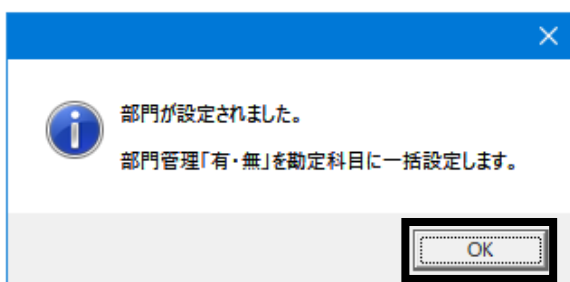 部門が設定されました。
部門管理「有・無」を勘定科目に一括設定します。
OK